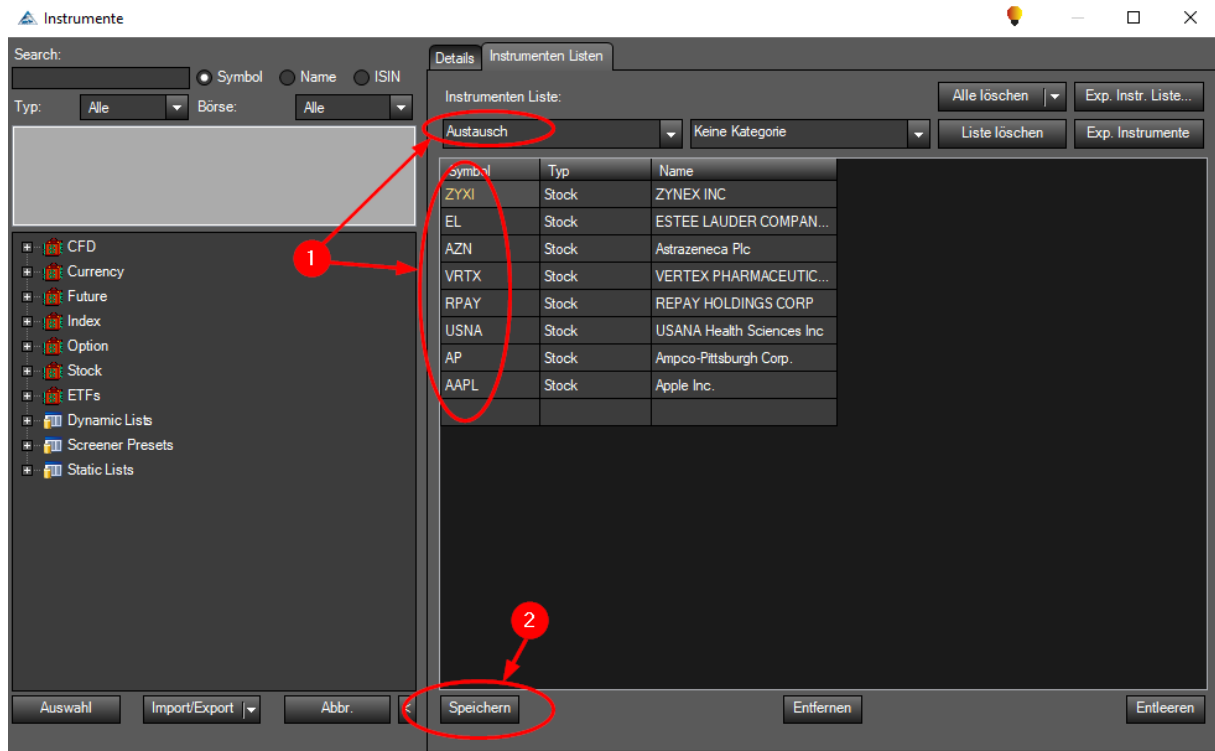 Instrumente
Search:
Symbol Name ISIN
Typ: Alle Börse: Alle
CFD
Currency
Future
Index
Option
Stock
ETFs
Dynamic Lists
Screener Presets
Static Lists
Auswahl Import/Export Abbr. <
Details Instrumenten Listen
Instrumenten Liste: Alle löschen Exp. Instr. Liste...
Austausch Keine Kategorie Liste löschen Exp. Instrumente
Symbol Typ Name
ZYXI Stock ZYNEX INC
EL Stock ESTEE LAUDER COMPAN...
AZN Stock Astrazeneca Plc
VRTX Stock VERTEX PHARMACEUTIC...
RPAY Stock REPAY HOLDINGS CORP
USNA Stock USANA Health Sciences Inc
AP Stock Ampco-Pittsburgh Corp.
AAPL Stock Apple Inc.
1
2
Speichern Entfernen Entleeren